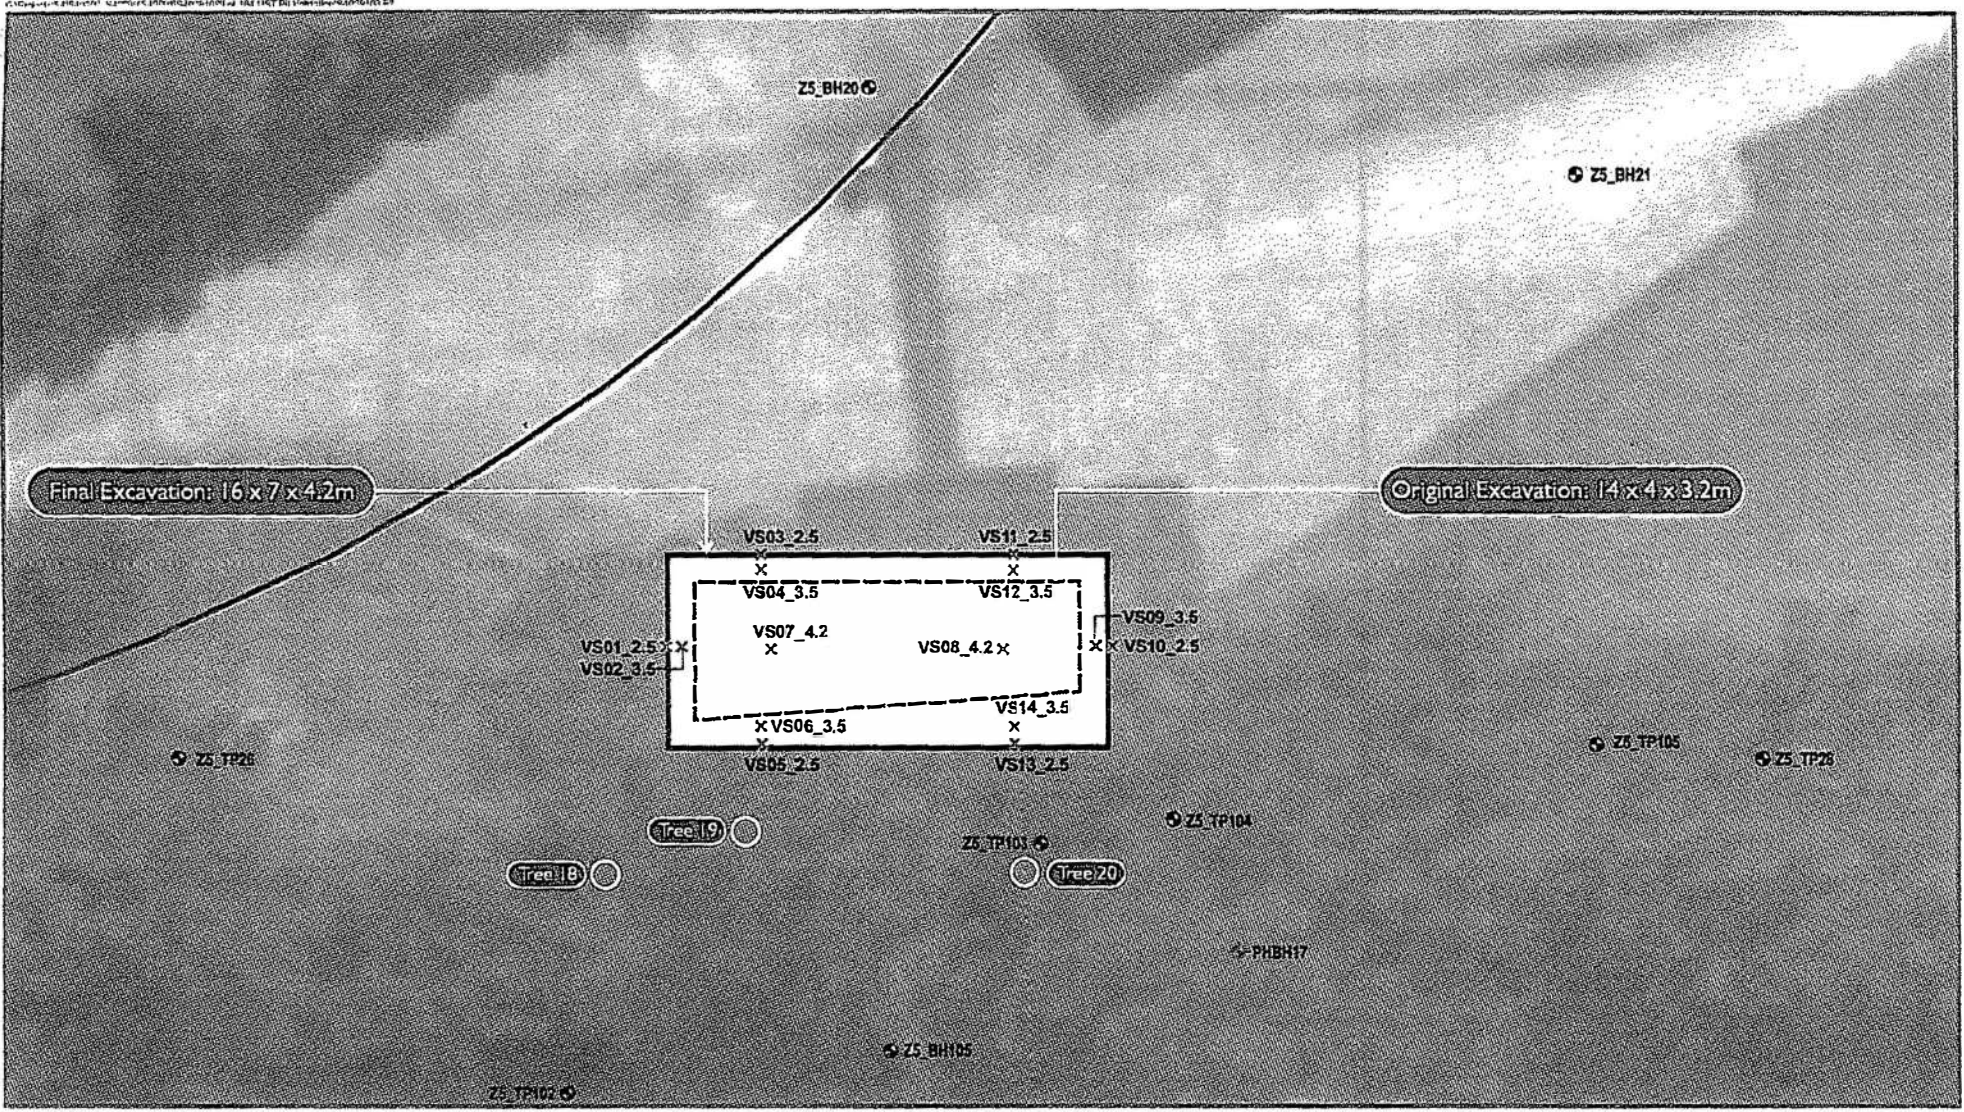 Z5_BH20
Z5_BH21
Final Excavation: 16 x 7 x 4.2m
Original Excavation: 14 x 4 x 3.2m
VS03_2.5
VS11_2.5
VS04_3.5
VS12_3.5
VS09_3.5
VS07_4.2
VS01_2.5
VS08_4.2
VS10_2.5
VS02_3.5
VS14_3.5
VS06_3.5
VS05_2.5
VS13_2.5
Z5_TP26
Z5_TP105
Z5_TP28
Tree 19
Z5_TP104
Z5_TP103
Tree 18
Tree 20
PHBH17
Z5_BH105
Z5_TP102